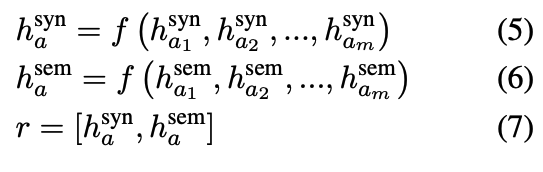 h_a^syn = f (h_{a_1}^syn, h_{a_2}^syn, ..., h_{a_m}^syn) (5)
h_a^sem = f (h_{a_1}^sem, h_{a_2}^sem, ..., h_{a_m}^sem) (6)
r = [h_a^syn, h_a^sem] (7)